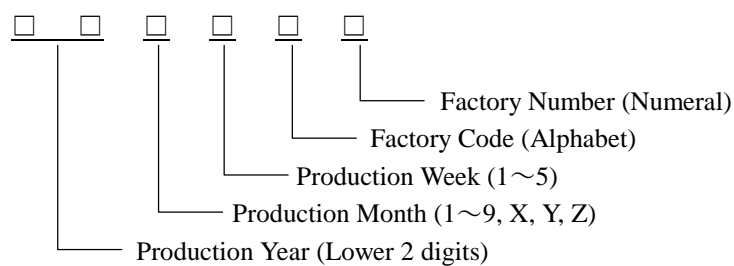 □ □ □ □ □ □
Factory Number (Numeral)
Factory Code (Alphabet)
Production Week (1～5)
Production Month (1～9, X, Y, Z)
Production Year (Lower 2 digits)